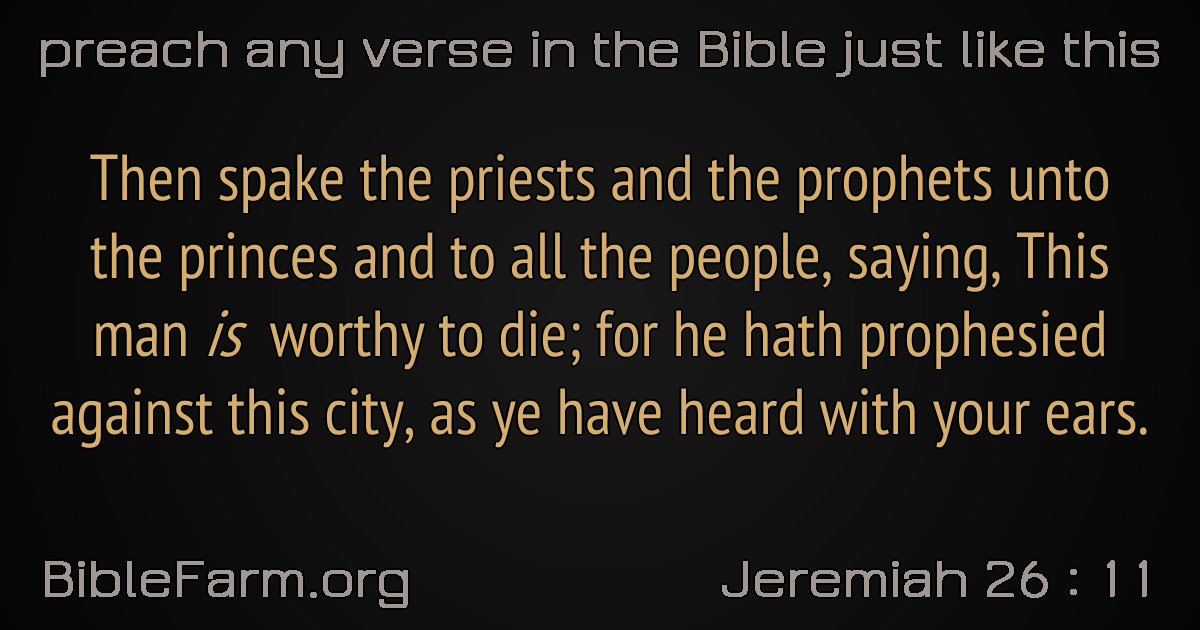 preach any verse in the Bible just like this
Then spake the priests and the prophets unto
the princes and to all the people, saying, This
man is worthy to die; for he hath prophesied
against this city, as ye have heard with your ears.
BibleFarm.org
Jeremiah 26 : 11